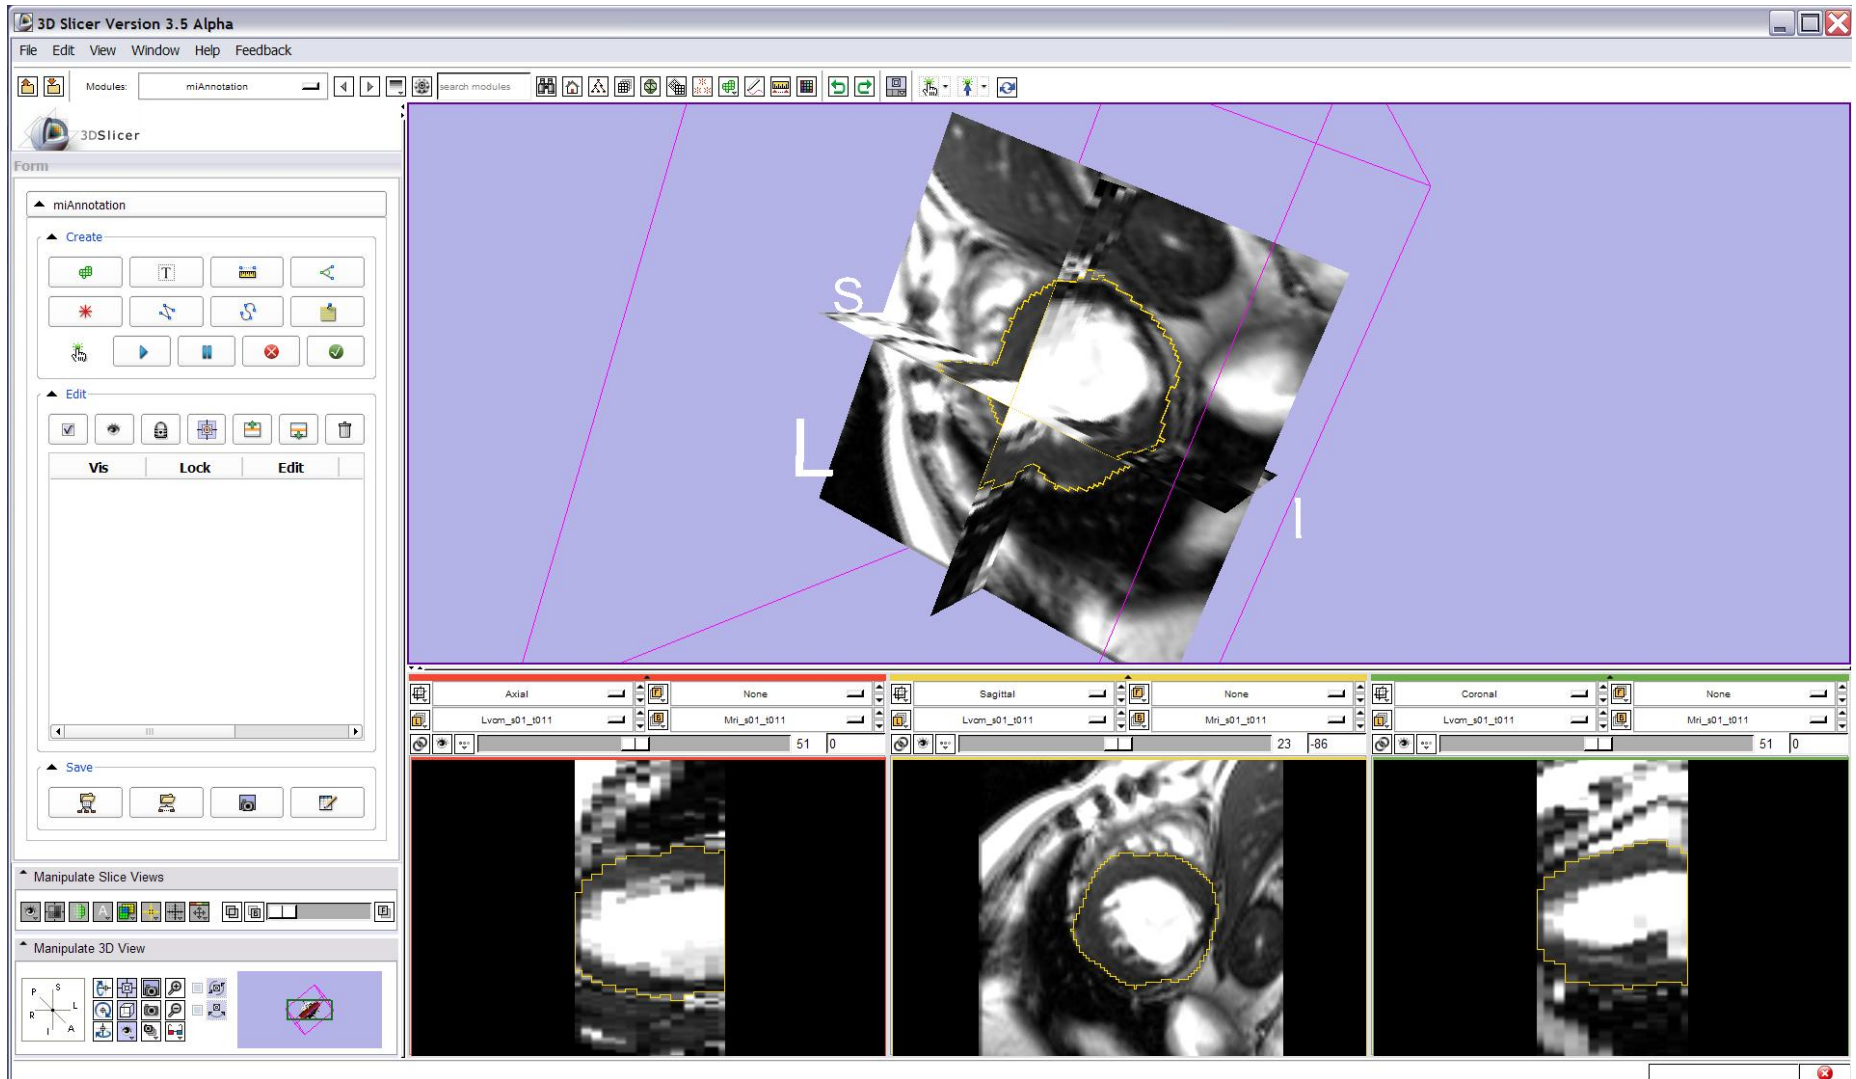 3D Slicer Version 3.5 Alpha
File Edit View Window Help Feedback
Modules: miAnnotation search modules
3DSlicer
Form
miAnnotation
Create
T
Edit
Vis Lock Edit
Save
Manipulate Slice Views
Manipulate 3D View
P S L R I A
S
L
I
Axial None
Lvom_s01_t011 Mri_s01_t011
51 0
Sagittal None
Lvom_s01_t011 Mri_s01_t011
23 -86
Coronal None
Lvom_s01_t011 Mri_s01_t011
51 0